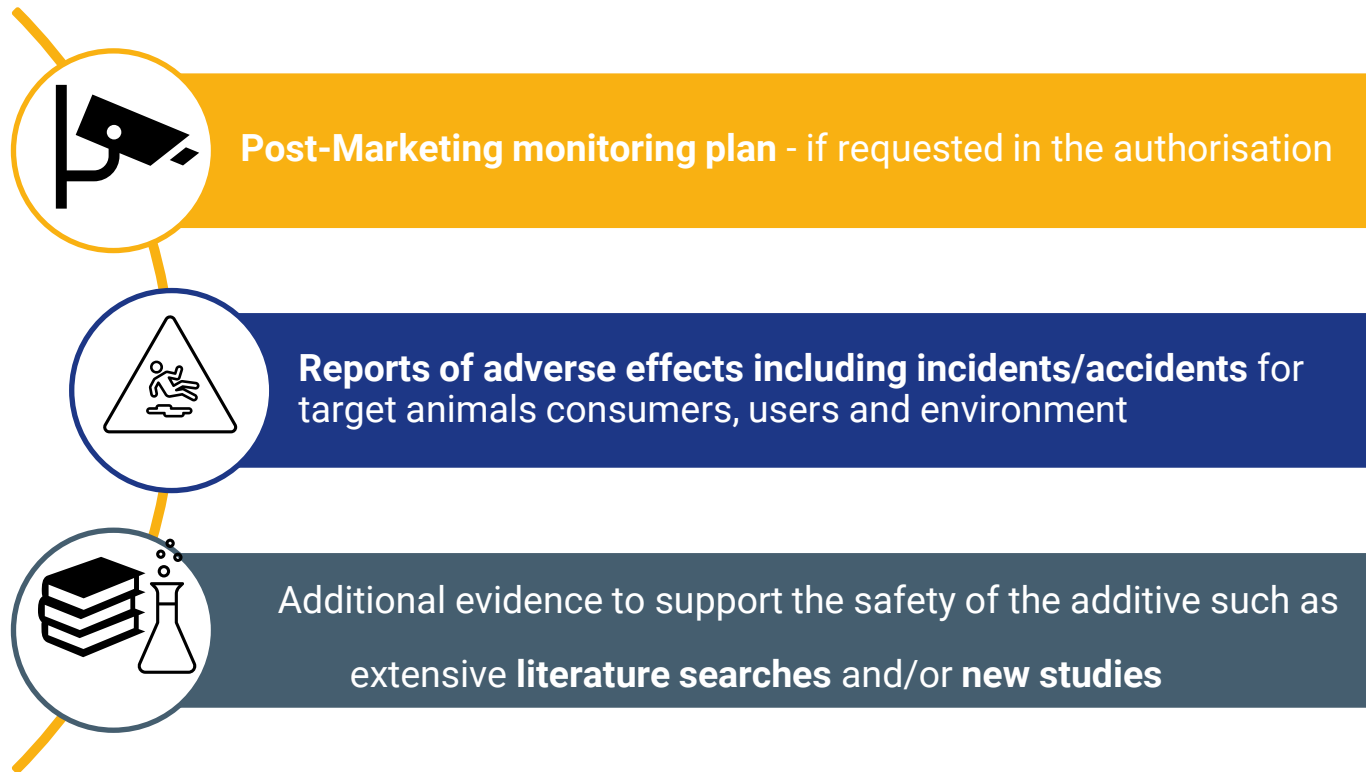 Post-Marketing monitoring plan - if requested in the authorisation
Reports of adverse effects including incidents/accidents for
target animals consumers, users and environment
Additional evidence to support the safety of the additive such as
extensive literature searches and/or new studies